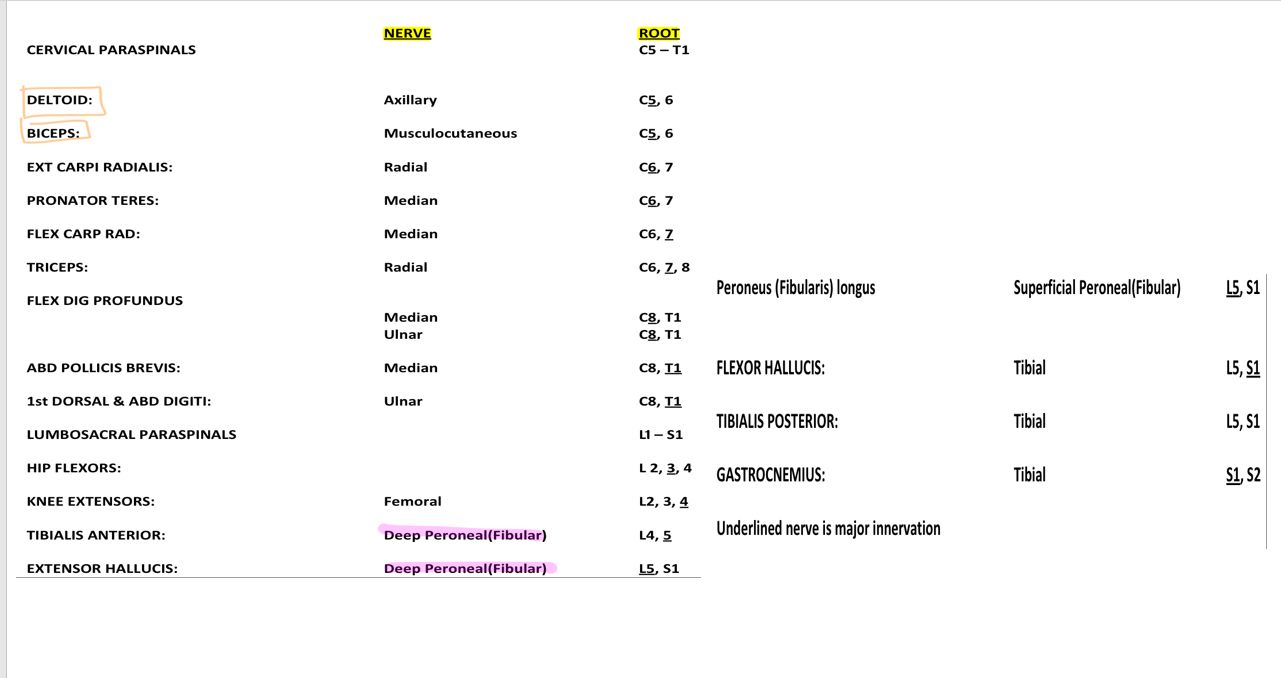 NERVE ROOT
CERVICAL PARASPINALS C5 – T1
DELTOID: Axillary C5, 6
BICEPS: Musculocutaneous C5, 6
EXT CARPI RADIALIS: Radial C6, 7
PRONATOR TERES: Median C6, 7
FLEX CARP RAD: Median C6, 7
TRICEPS: Radial C6, 7, 8
FLEX DIG PROFUNDUS
Median C8, T1
Ulnar C8, T1
ABD POLLICIS BREVIS: Median C8, T1
1st DORSAL & ABD DIGITI: Ulnar C8, T1
LUMBOSACRAL PARASPINALS L1 – S1
HIP FLEXORS: L 2, 3, 4
KNEE EXTENSORS: Femoral L2, 3, 4
TIBIALIS ANTERIOR: Deep Peroneal(Fibular) L4, 5
EXTENSOR HALLUCIS: Deep Peroneal(Fibular) L5, S1
Peroneus (Fibularis) longus Superficial Peroneal(Fibular) L5, S1
FLEXOR HALLUCIS: Tibial L5, S1
TIBIALIS POSTERIOR: Tibial L5, S1
GASTROCNEMIUS: Tibial S1, S2
Underlined nerve is major innervation